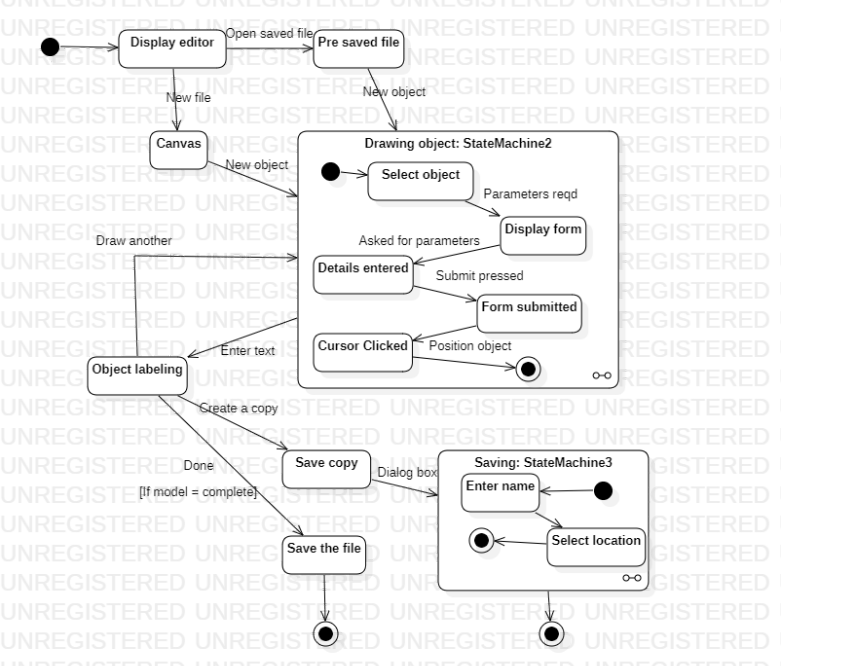 Open saved file
Display editor
Pre saved file
New file
New object
Drawing object: StateMachine2
Canvas
New object
Select object
Parameters reqd
Display form
Draw another
Asked for parameters
Details entered
Submit pressed
Form submitted
Cursor Clicked
Position object
Enter text
Object labeling
Create a copy
Save copy
Saving: StateMachine3
Done
Dialog box
Enter name
[If model = complete]
Select location
Save the file
UNREGISTERED